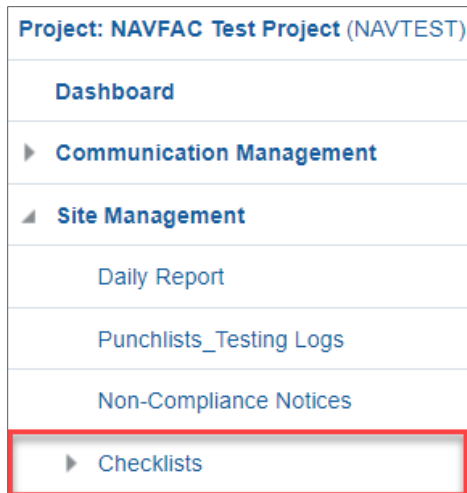 Project: NAVFAC Test Project (NAVTEST)
Dashboard
Communication Management
Site Management
Daily Report
Punchlists_Testing Logs
Non-Compliance Notices
Checklists